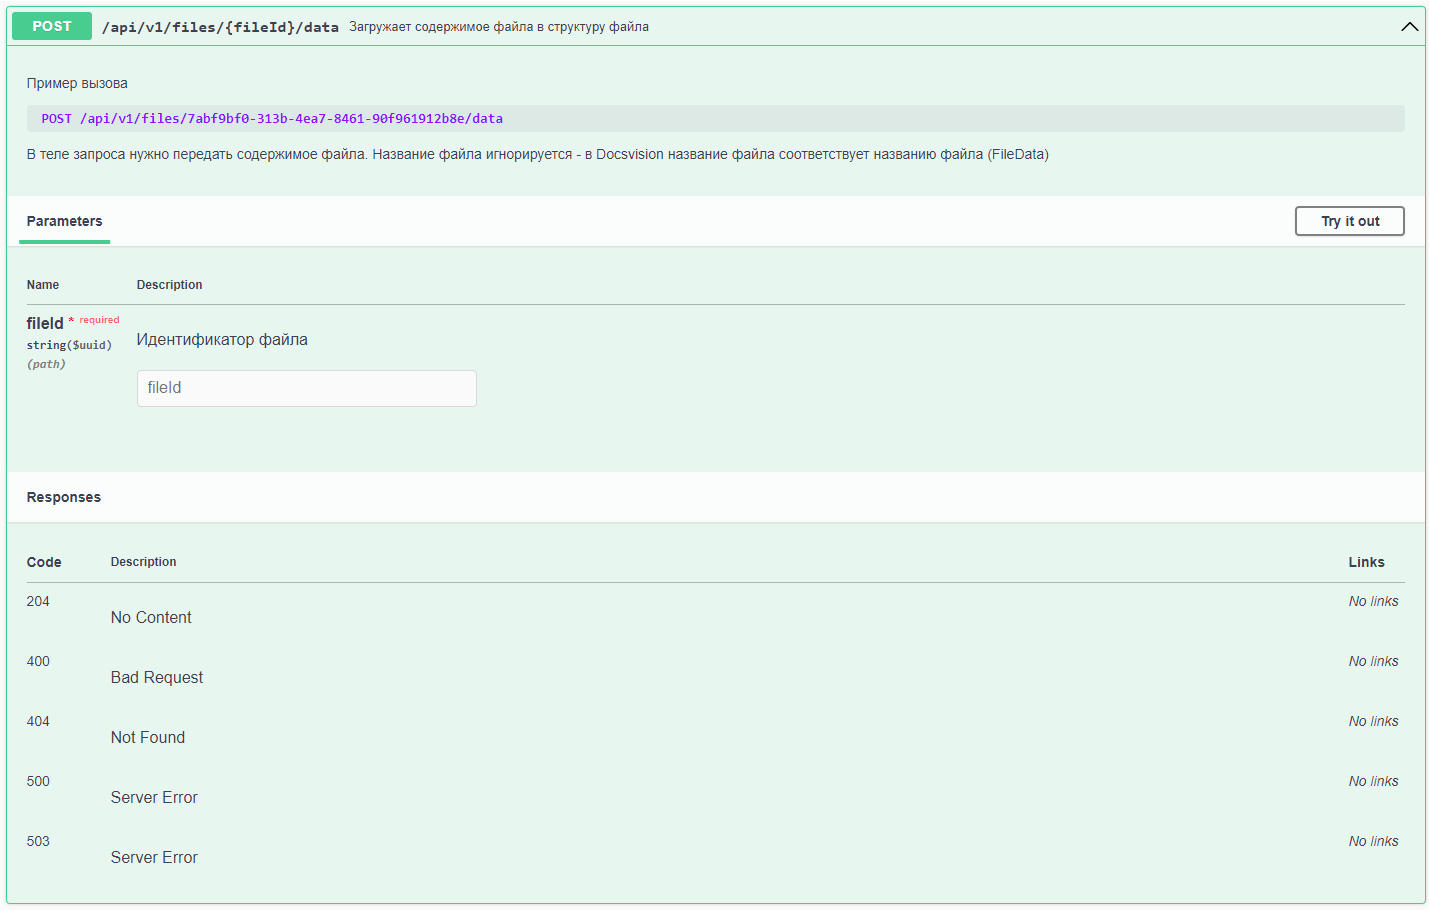 POST /api/v1/files/{fileId}/data Загружает содержимое файла в структуру файла
Пример вызова
POST /api/v1/files/7abf9bf0-313b-4ea7-8461-90f961912b8e/data
В теле запроса нужно передать содержимое файла. Название файла игнорируется - в Docsvision название файла соответствует названию файла (FileData)
Parameters Try it out
Name Description
fileId * required
string($uuid)
(path)
Идентификатор файла
fileId
Responses
Code Description Links
204 No links
No Content
400 No links
Bad Request
404 No links
Not Found
500 No links
Server Error
503 No links
Server Error